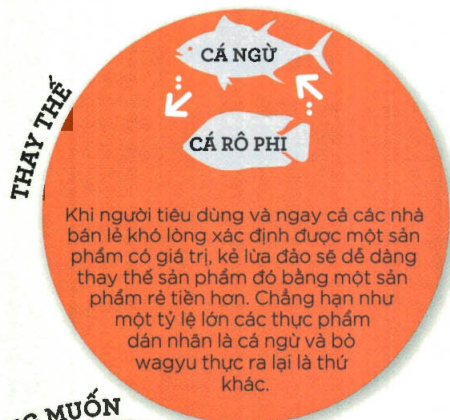 THAY THẾ
CÁ NGỪ
CÁ RÔ PHI
Khi người tiêu dùng và ngay cả các nhà
bán lẻ khó lòng xác định được một sản
phẩm có giá trị, kẻ lừa đảo sẽ dễ dàng
thay thế sản phẩm đó bằng một sản
phẩm rẻ tiền hơn. Chẳng hạn như
một tỷ lệ lớn các thực phẩm
dán nhãn là cá ngừ và bò
wagyu thực ra lại là thứ
khác.
MUỐN